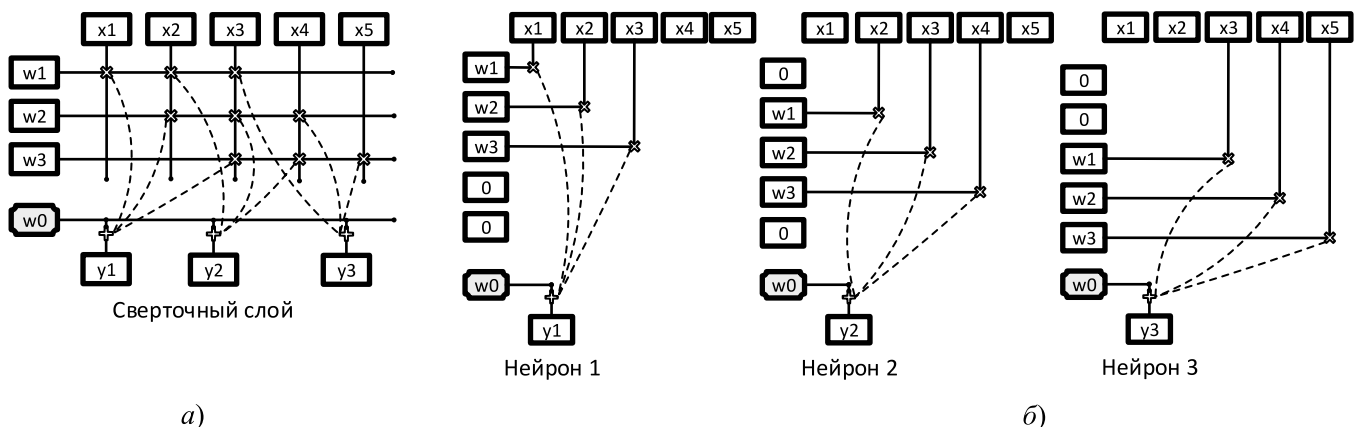 x1 x2 x3 x4 x5
w1
w2
w3
w0
y1 y2 y3
Сверточный слой
а)
x1 x2 x3 x4 x5
w1
w2
w3
0
0
w0
y1
Нейрон 1
x1 x2 x3 x4 x5
0
w1
w2
w3
0
w0
y2
Нейрон 2
x1 x2 x3 x4 x5
0
0
w1
w2
w3
w0
y3
Нейрон 3
б)